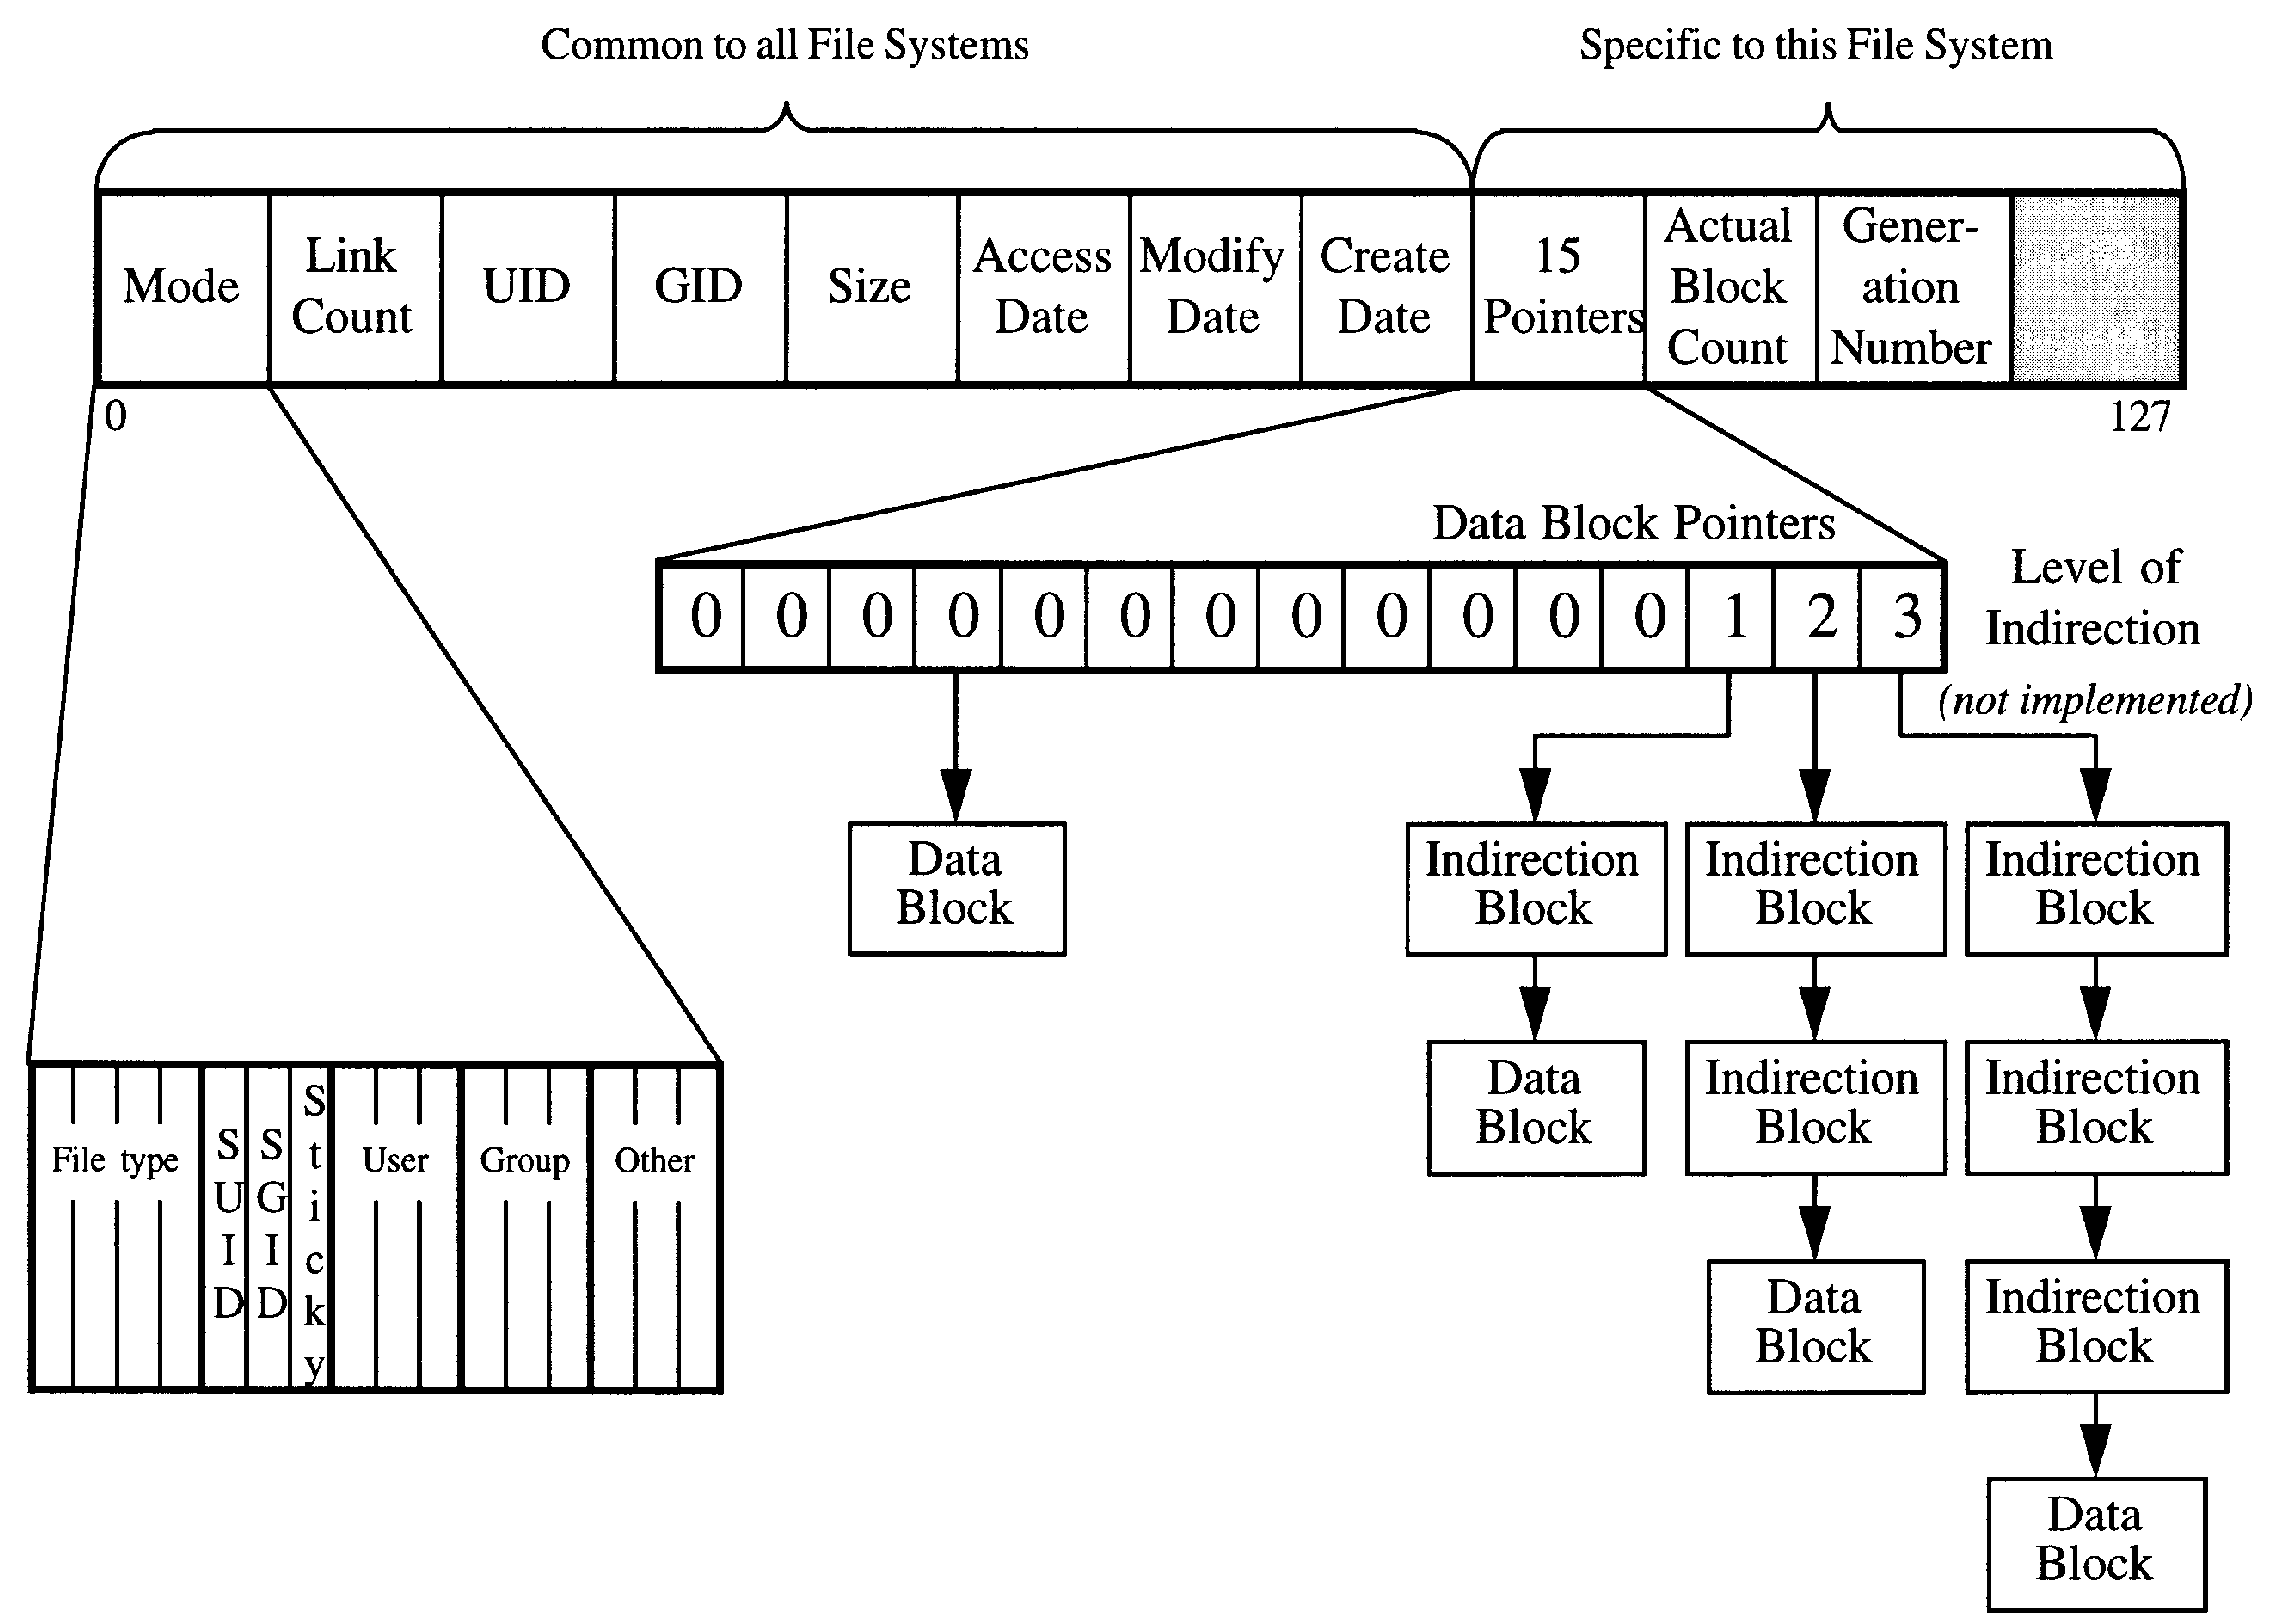 Common to all File Systems
Specific to this File System
Mode
Link
Count
UID
GID
Size
Access
Date
Modify
Date
Create
Date
15
Pointers
Actual
Block
Count
Gener-
ation
Number
0
127
Data Block Pointers
0 0 0 0 0 0 0 0 0 0 0 0 1 2 3
Level of
Indirection
(not implemented)
Data
Block
Indirection
Block
Indirection
Block
Indirection
Block
Data
Block
Indirection
Block
Indirection
Block
Data
Block
Indirection
Block
Data
Block
File type
SUID
SGID
Sticky
User
Group
Other